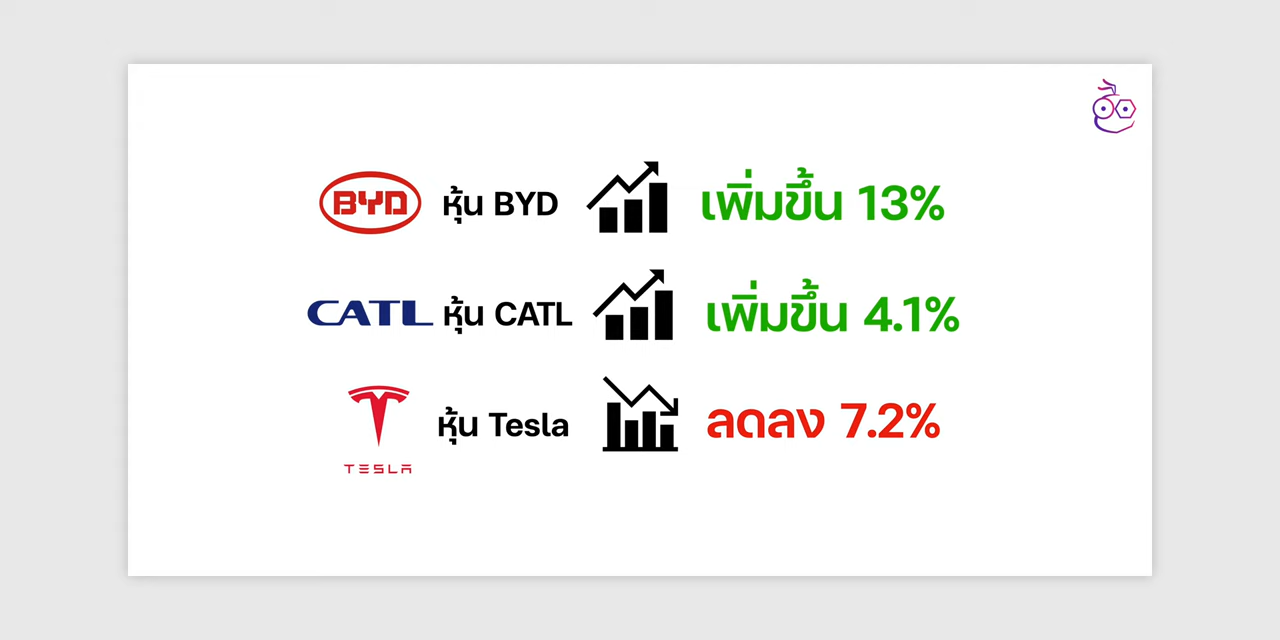 BYD หุ้น BYD เพิ่มขึ้น 13%
CATL หุ้น CATL เพิ่มขึ้น 4.1%
หุ้น Tesla ลดลง 7.2%
TESLA